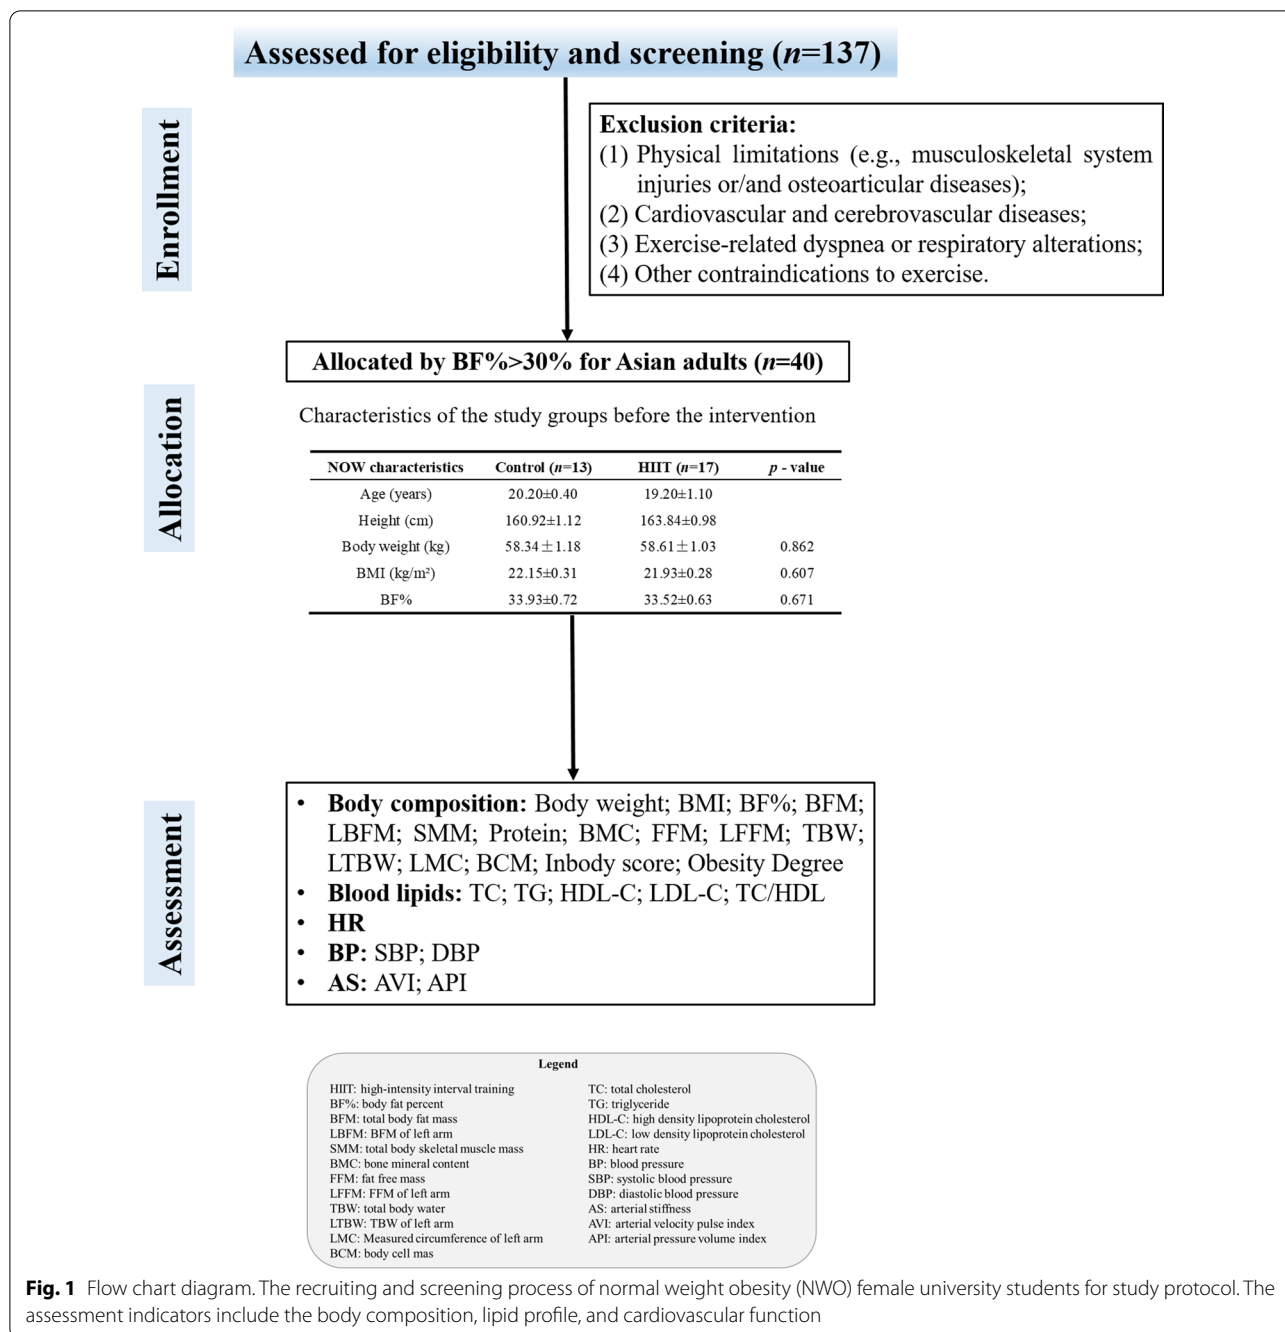 Assessed for eligibility and screening (n=137)
Enrollment
Exclusion criteria:
(1) Physical limitations (e.g., musculoskeletal system
injuries or/and osteoarticular diseases);
(2) Cardiovascular and cerebrovascular diseases;
(3) Exercise-related dyspnea or respiratory alterations;
(4) Other contraindications to exercise.
Allocated by BF%>30% for Asian adults (n=40)
Allocation
Characteristics of the study groups before the intervention
NOW characteristics Control (n=13) HIIT (n=17) p - value
Age (years) 20.20±0.40 19.20±1.10
Height (cm) 160.92±1.12 163.84±0.98
Body weight (kg) 58.34±1.18 58.61±1.03 0.862
BMI (kg/m²) 22.15±0.31 21.93±0.28 0.607
BF% 33.93±0.72 33.52±0.63 0.671
Assessment
• Body composition: Body weight; BMI; BF%; BFM;
LBFM; SMM; Protein; BMC; FFM; LFFM; TBW;
LTBW; LMC; BCM; Inbody score; Obesity Degree
• Blood lipids: TC; TG; HDL-C; LDL-C; TC/HDL
• HR
• BP: SBP; DBP
• AS: AVI; API
Legend
HIIT: high-intensity interval training
BF%: body fat percent
BFM: total body fat mass
LBFM: BFM of left arm
SMM: total body skeletal muscle mass
BMC: bone mineral content
FFM: fat free mass
LFFM: FFM of left arm
TBW: total body water
LTBW: TBW of left arm
LMC: Measured circumference of left arm
BCM: body cell mas
TC: total cholesterol
TG: triglyceride
HDL-C: high density lipoprotein cholesterol
LDL-C: low density lipoprotein cholesterol
HR: heart rate
BP: blood pressure
SBP: systolic blood pressure
DBP: diastolic blood pressure
AS: arterial stiffness
AVI: arterial velocity pulse index
API: arterial pressure volume index
Fig. 1 Flow chart diagram. The recruiting and screening process of normal weight obesity (NWO) female university students for study protocol. The
assessment indicators include the body composition, lipid profile, and cardiovascular function